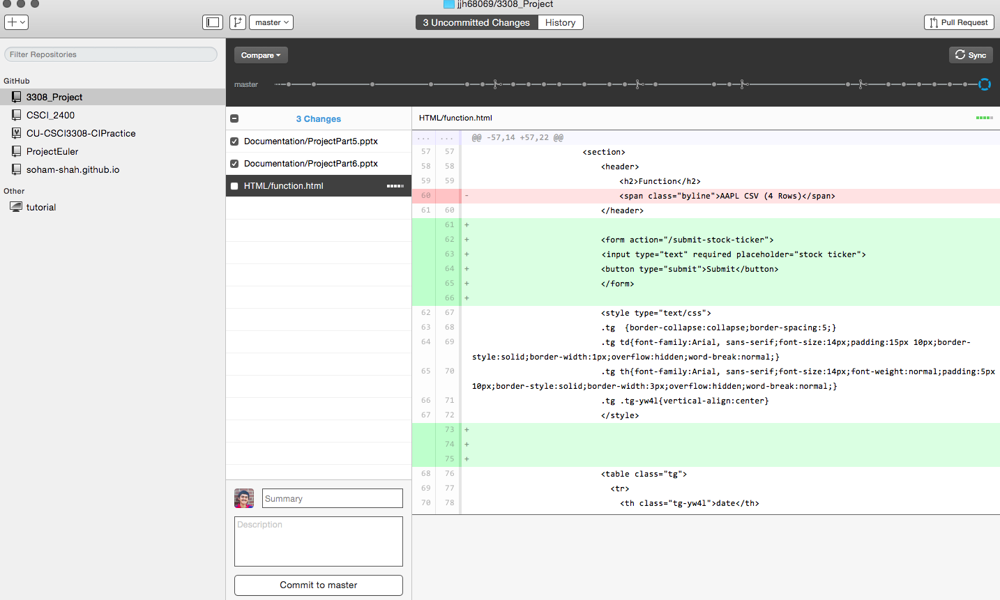 jjh68069/3308_Project
master
3 Uncommitted Changes
History
Pull Request
Filter Repositories
GitHub
3308_Project
CSCI_2400
CU-CSCI3308-CIPractice
ProjectEuler
soham-shah.github.io
Other
tutorial
Compare
Sync
master
3 Changes
Documentation/ProjectPart5.pptx
Documentation/ProjectPart6.pptx
HTML/function.html
Summary
Description
Commit to master
HTML/function.html
... ... @@ -57,14 +57,22 @@
57 57 <section>
58 58 <header>
59 59 <h2>Function</h2>
60 - <span class="byline">AAPL CSV (4 Rows)</span>
61 60 </header>
61 +
62 + <form action="/submit-stock-ticker">
63 + <input type="text" required placeholder="stock ticker">
64 + <button type="submit">Submit</button>
65 + </form>
66 +
62 67 <style type="text/css">
63 68 .tg  {border-collapse:collapse;border-spacing:5;}
64 69 .tg td{font-family:Arial, sans-serif;font-size:14px;padding:15px 10px;border-
style:solid;border-width:1px;overflow:hidden;word-break:normal;}
65 70 .tg th{font-family:Arial, sans-serif;font-size:14px;font-weight:normal;padding:5px
10px;border-style:solid;border-width:3px;overflow:hidden;word-break:normal;}
66 71 .tg .tg-yw4l{vertical-align:center}
67 72 </style>
73 +
74 +
75 +
68 76 <table class="tg">
69 77 <tr>
70 78 <th class="tg-yw4l">date</th>